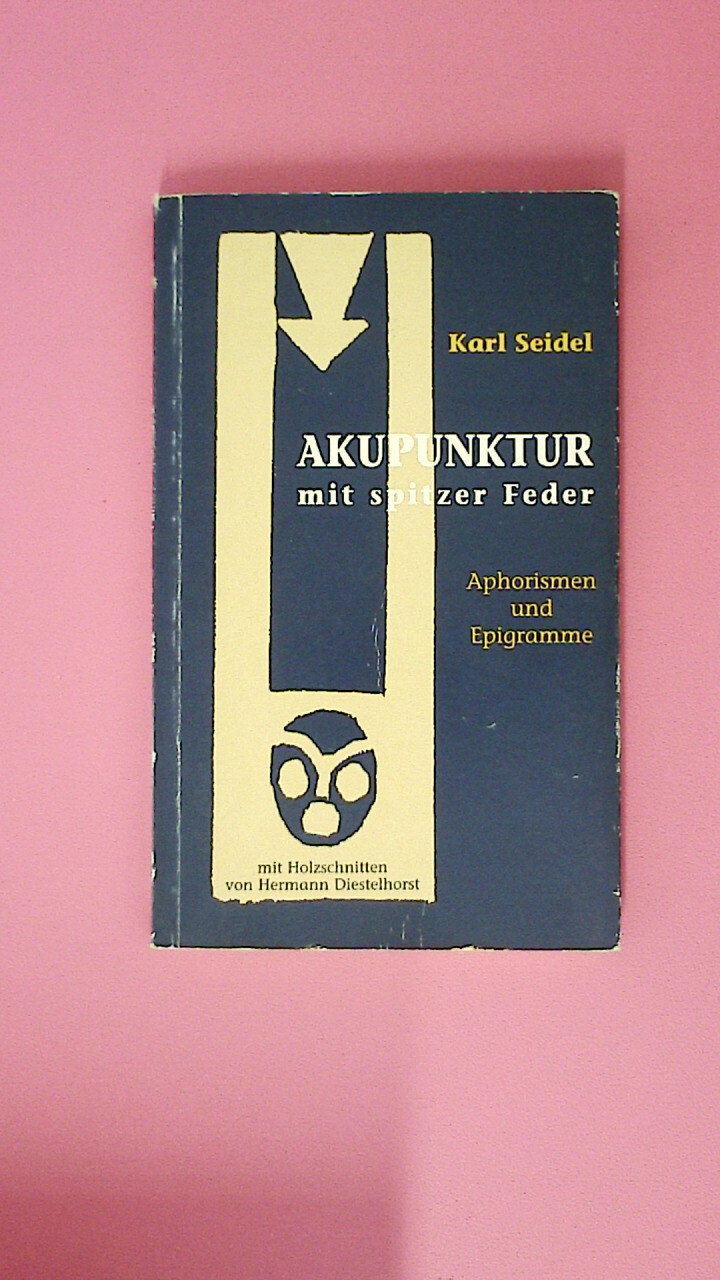 Karl Seidel
AKUPUNKTUR
mit spitzer Feder
Aphorismen
und
Epigramme
mit Holzschnitten
von Hermann Diestelhorst